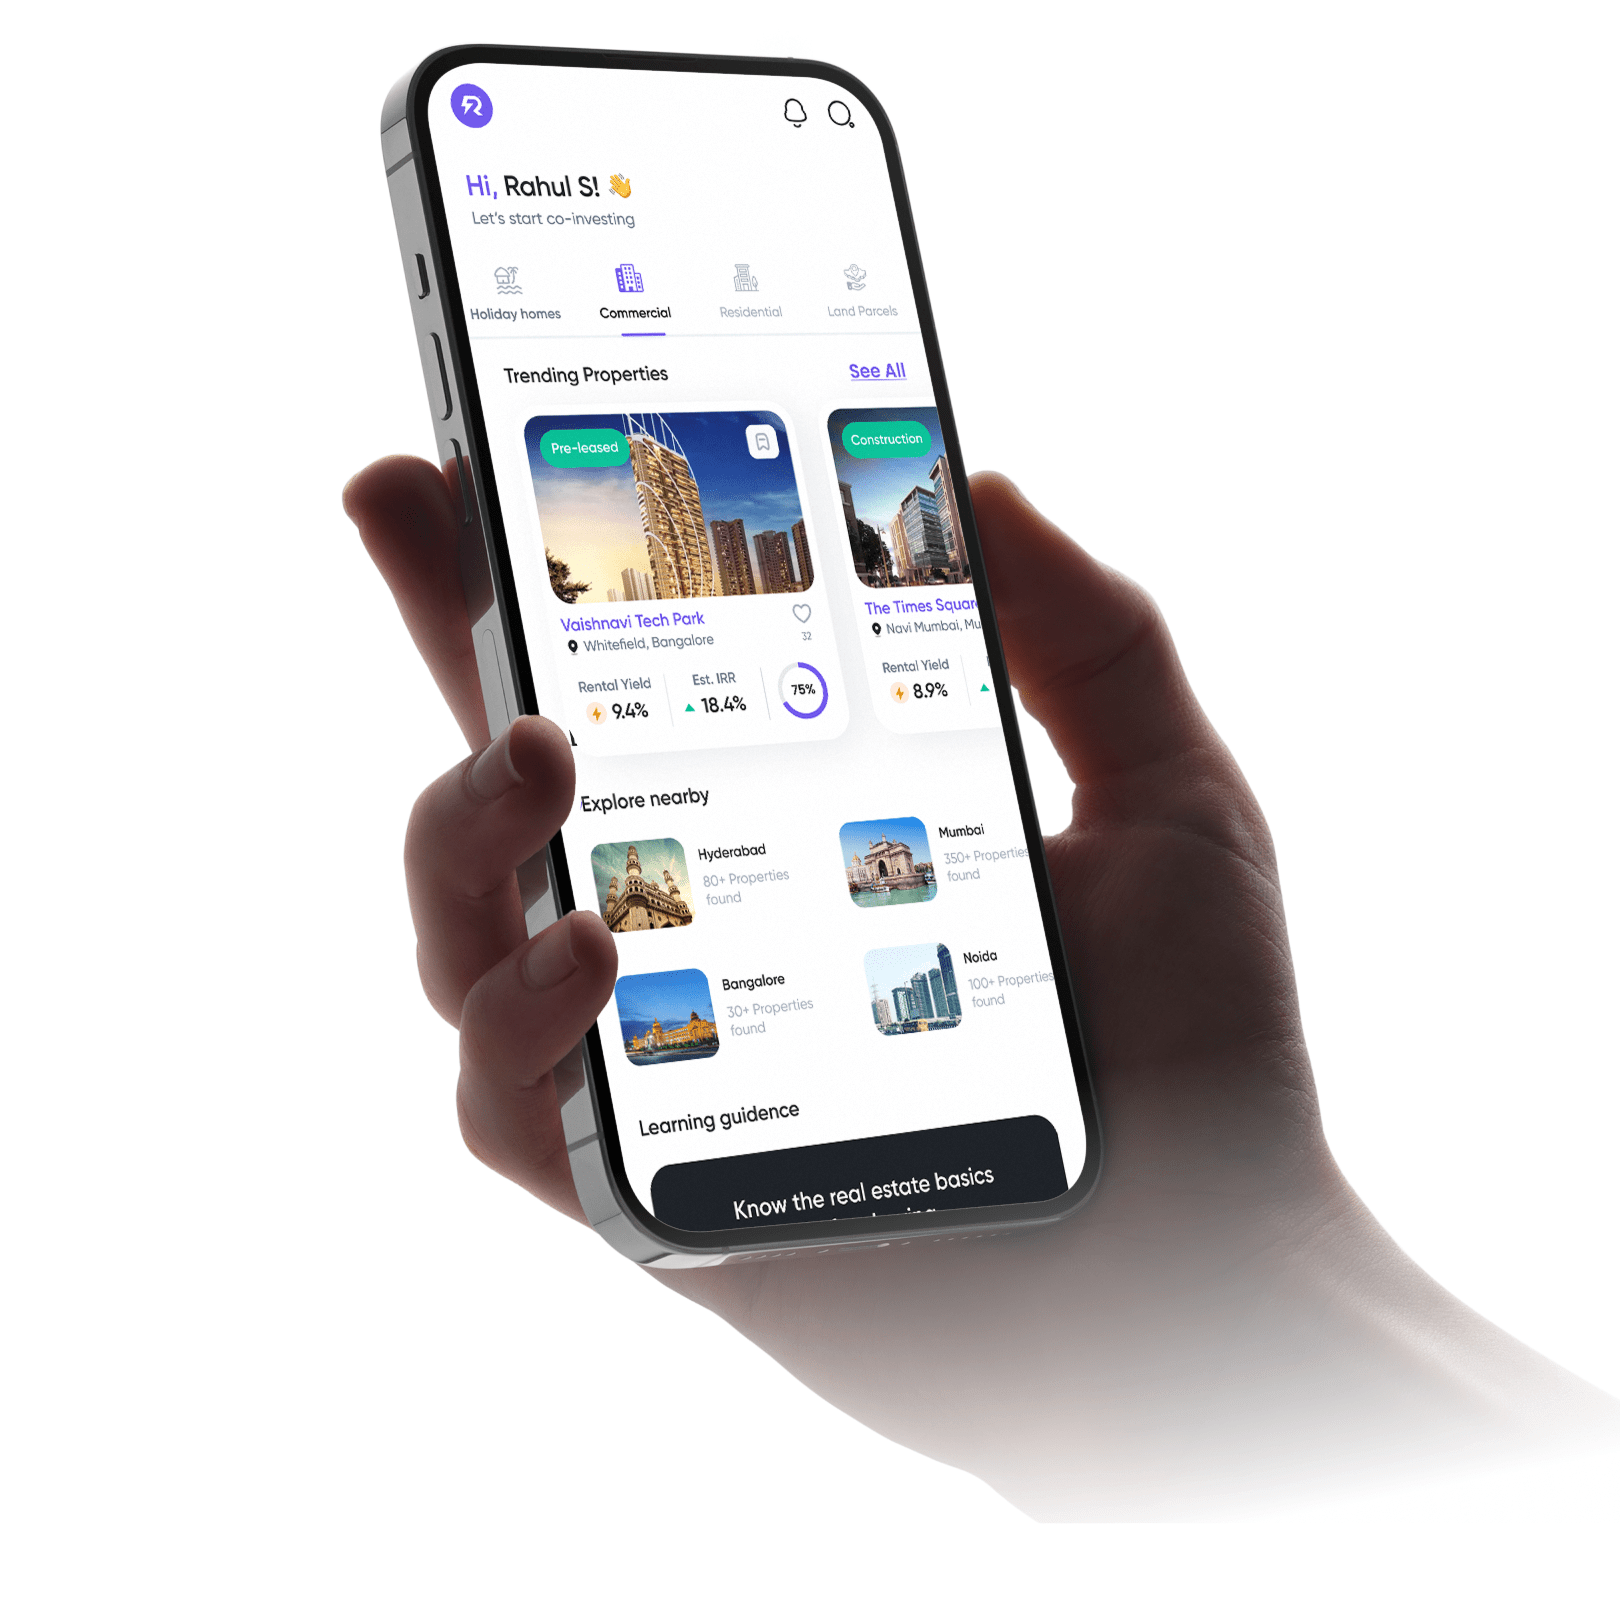 Hi, Rahul S! 👋
Let's start co-investing
Holiday homes
Commercial
Residential
Land Parcels
Trending Properties
See All
Pre-leased
Vaishnavi Tech Park
Whitefield, Bangalore
32
Rental Yield
9.4%
Est. IRR
18.4%
75%
Construction
The Times Squar
Navi Mumbai, Mu
Rental Yield
8.9%
Explore nearby
Hyderabad
80+ Properties
found
Mumbai
350+ Properties
found
Bangalore
30+ Properties
found
Noida
100+ Properties
found
Learning guidence
Know the real estate basics